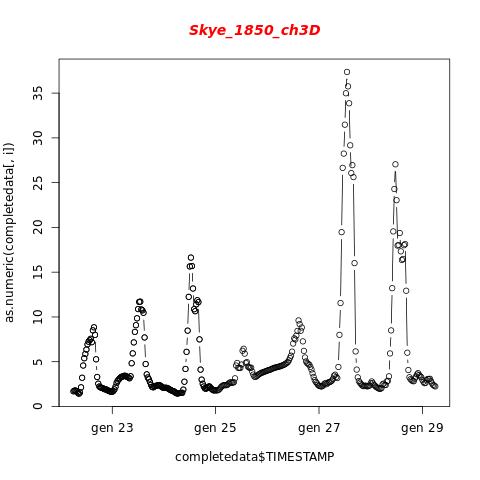 Skye_1850_ch3D
as.numeric(completedata[, i])
35
30
25
20
15
10
5
0
gen 23
gen 25
gen 27
gen 29
completedata$TIMESTAMP